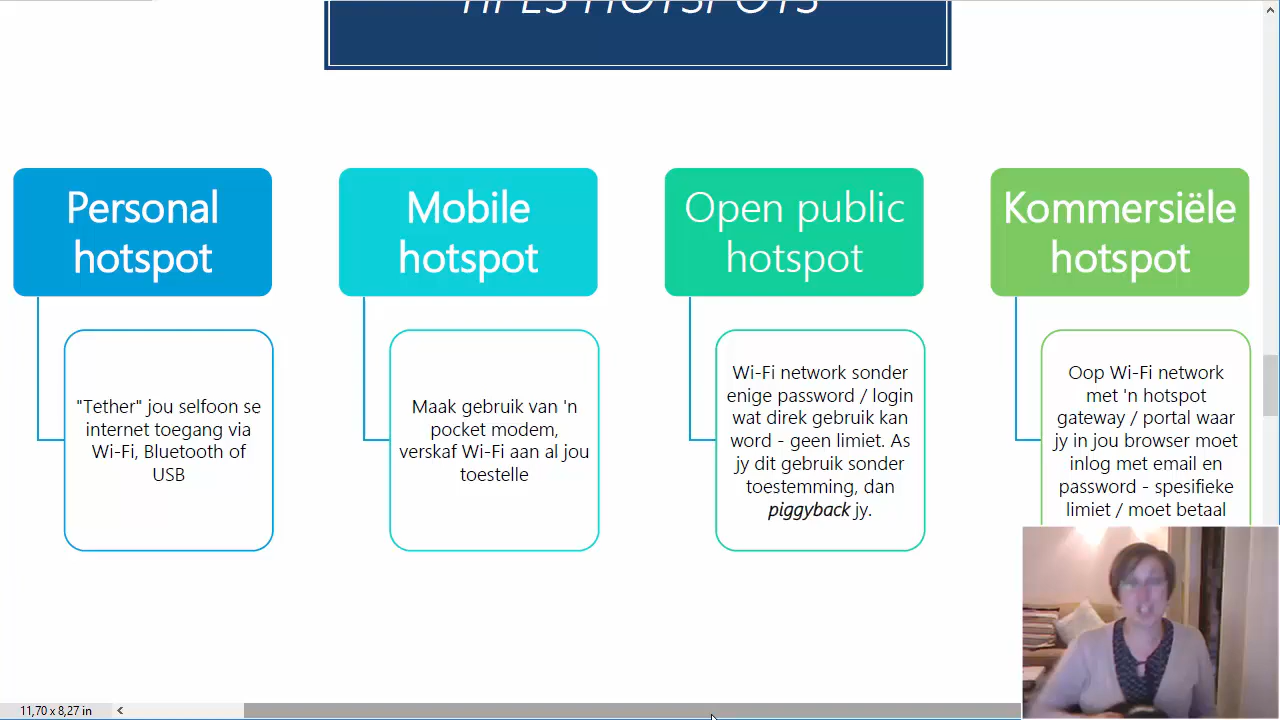 TIPES HOTSPOTS
Personal
hotspot
"Tether" jou selfoon se
internet toegang via
Wi-Fi, Bluetooth of
USB
Mobile
hotspot
Maak gebruik van 'n
pocket modem,
verskaf Wi-Fi aan al jou
toestelle
Open public
hotspot
Wi-Fi network sonder
enige password / login
wat direk gebruik kan
word - geen limiet. As
jy dit gebruik sonder
toestemming, dan
piggyback jy.
Kommersiële
hotspot
Oop Wi-Fi network
met 'n hotspot
gateway / portal waar
jy in jou browser moet
inlog met email en
password - spesifieke
limiet / moet betaal
11,70 x 8,27 in